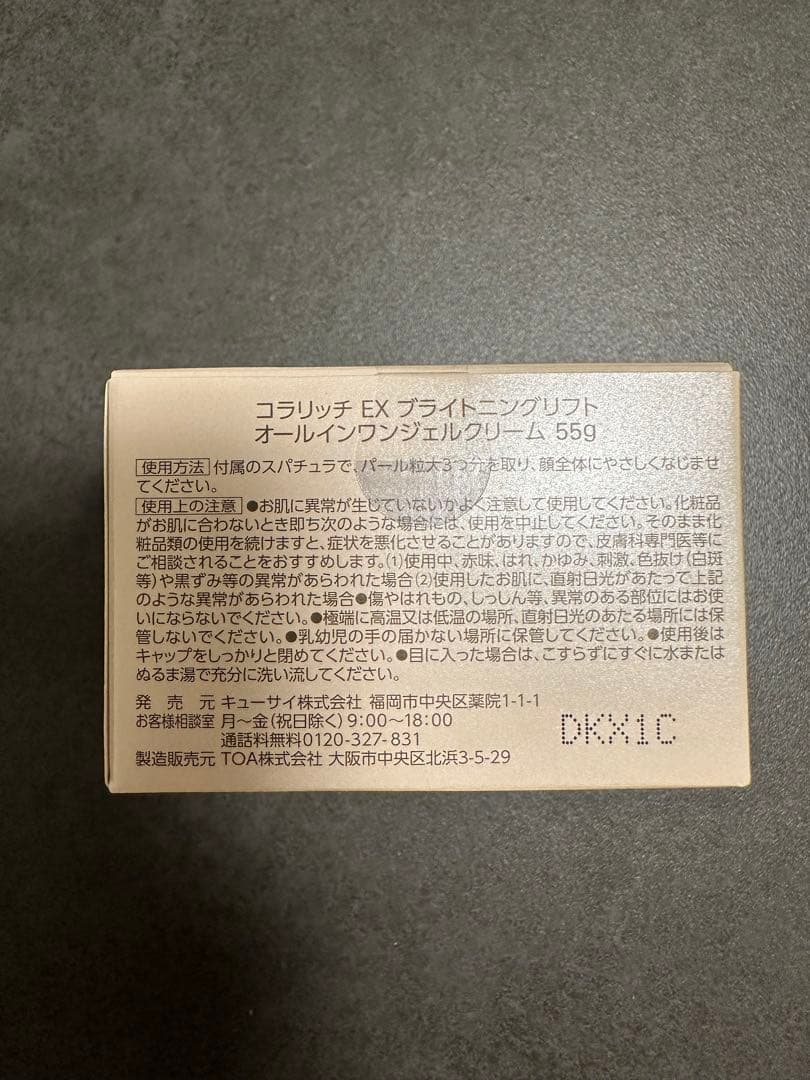 コラリッチ EX ブライトニングリフト
オールインワンジェルクリーム 55g
使用方法 付属のスパチュラで、パール粒大3つ分を取り、顔全体にやさしくなじませ
てください。
使用上の注意 ●お肌に異常が生じていないかよく注意して使用してください。化粧品
がお肌に合わないとき即ち次のような場合には、使用を中止してください。そのまま化
粧品類の使用を続けますと、症状を悪化させることがありますので、皮膚科専門医等に
ご相談されることをおすすめします。(1)使用中、赤味、はれ、かゆみ、刺激、色抜け(白斑
等)や黒ずみ等の異常があらわれた場合(2)使用したお肌に、直射日光があたって上記
のような異常があらわれた場合●傷やはれもの、しっしん等、異常のある部位にはお使
いにならないでください。●極端に高温又は低温の場所、直射日光のあたる場所には保
管しないでください。●乳幼児の手の届かない場所に保管してください。●使用後は
キャップをしっかりと閉めてください。●目に入った場合は、こすらずにすぐに水または
ぬるま湯で充分に洗い流してください。
発売元 キューサイ株式会社 福岡市中央区薬院1-1-1
お客様相談室 月～金(祝日除く) 9:00～18:00
通話料無料0120-327-831
製造販売元 TOA株式会社 大阪市中央区北浜3-5-29
DKX1C